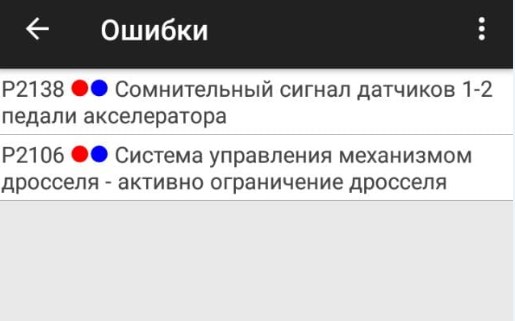 Ошибки
P2138 Сомнительный сигнал датчиков 1-2
педали акселератора
P2106 Система управления механизмом
дросселя - активно ограничение дросселя